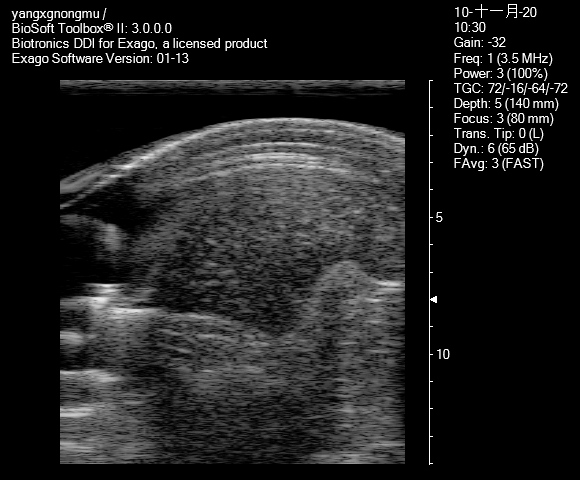 yangxgnongmu /
BioSoft Toolbox® II: 3.0.0.0
Biotronics DDI for Exago, a licensed product
Exago Software Version: 01-13
10-十一月-20
10:30
Gain: -32
Freq: 1 (3.5 MHz)
Power: 3 (100%)
TGC: 72/-16/-64/-72
Depth: 5 (140 mm)
Focus: 3 (80 mm)
Trans. Tip: 0 (L)
Dyn.: 6 (65 dB)
FAvg: 3 (FAST)
5
10